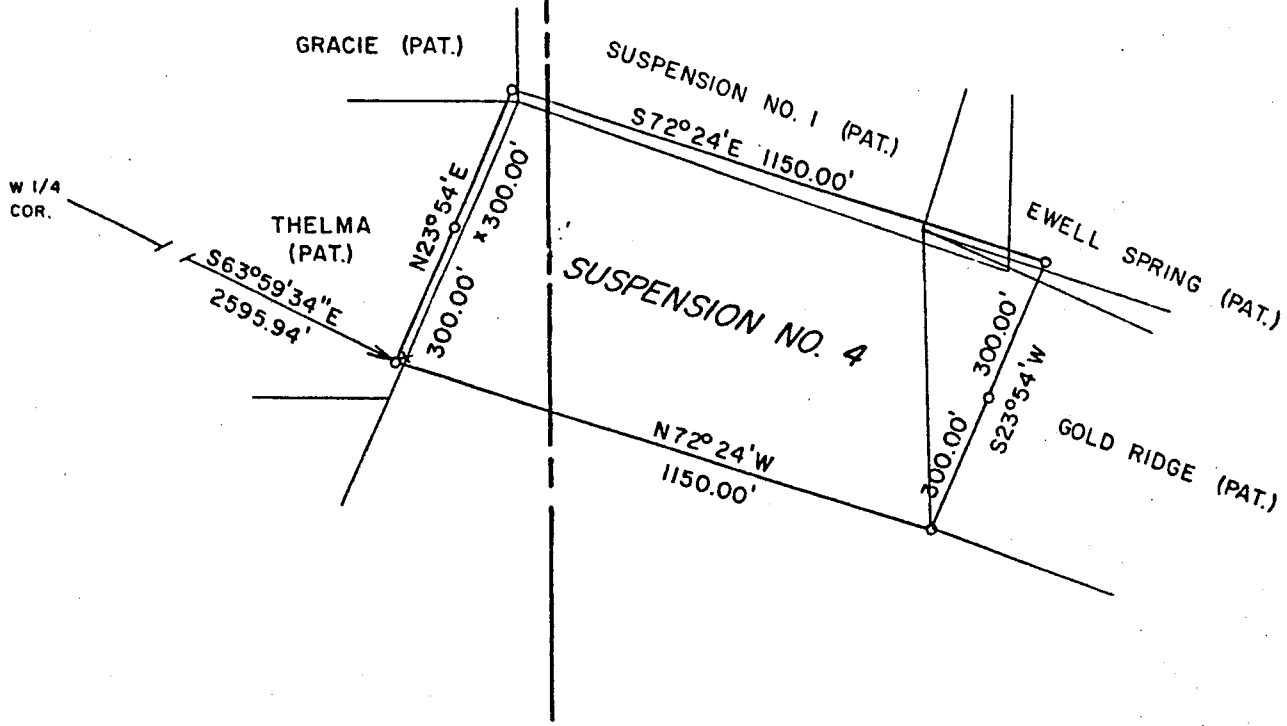 GRACIE (PAT.)
SUSPENSION NO. 1 (PAT.)
S72°24'E 1150.00'
W 1/4
COR.
THELMA
(PAT.)
N23°54'E
x 300.00'
300.00'
S63°59'34"E
2595.94'
SUSPENSION NO. 4
EWELL SPRING (PAT.)
300.00'
S23°54'W
300.00'
GOLD RIDGE (PAT.)
N72°24'W
1150.00'